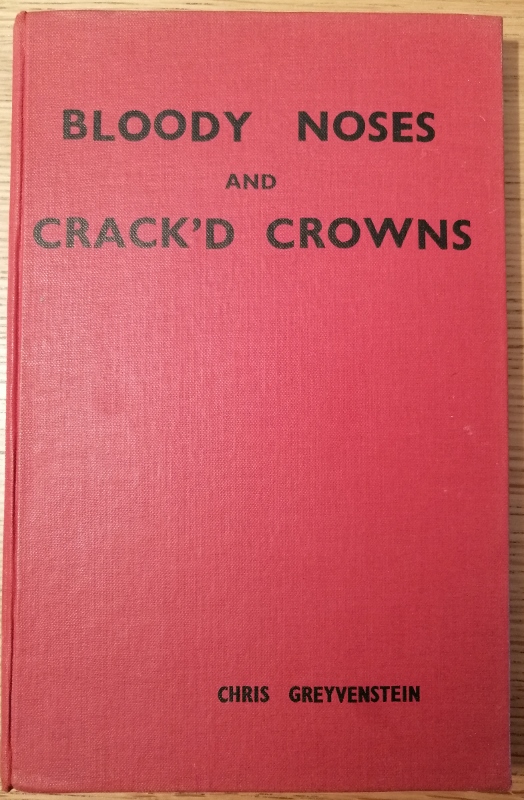 BLOODY NOSES
AND
CRACK'D CROWNS
CHRIS GREYVENSTEIN